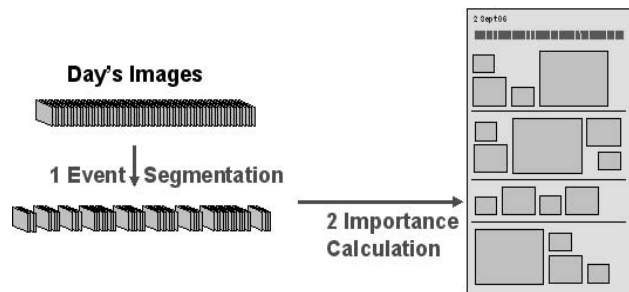 2 Sept06
Day's Images
1 Event Segmentation
2 Importance
Calculation